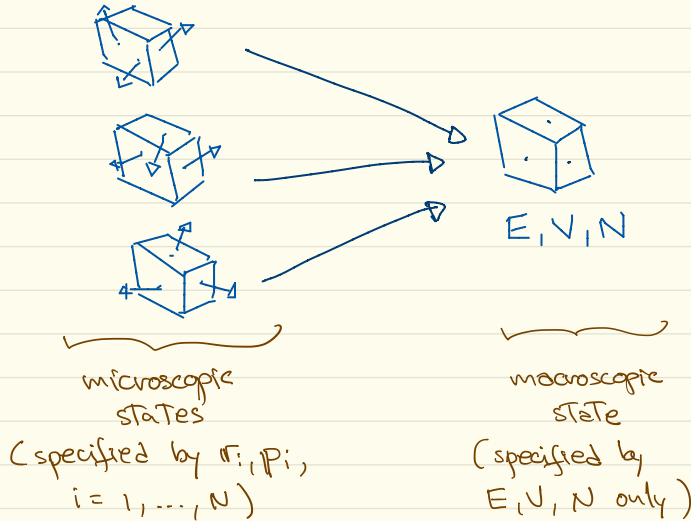 E, V, N
microscopic
states
(specified by ri, pi,
i = 1, ..., N)
macroscopic
state
(specified by
E, V, N only)